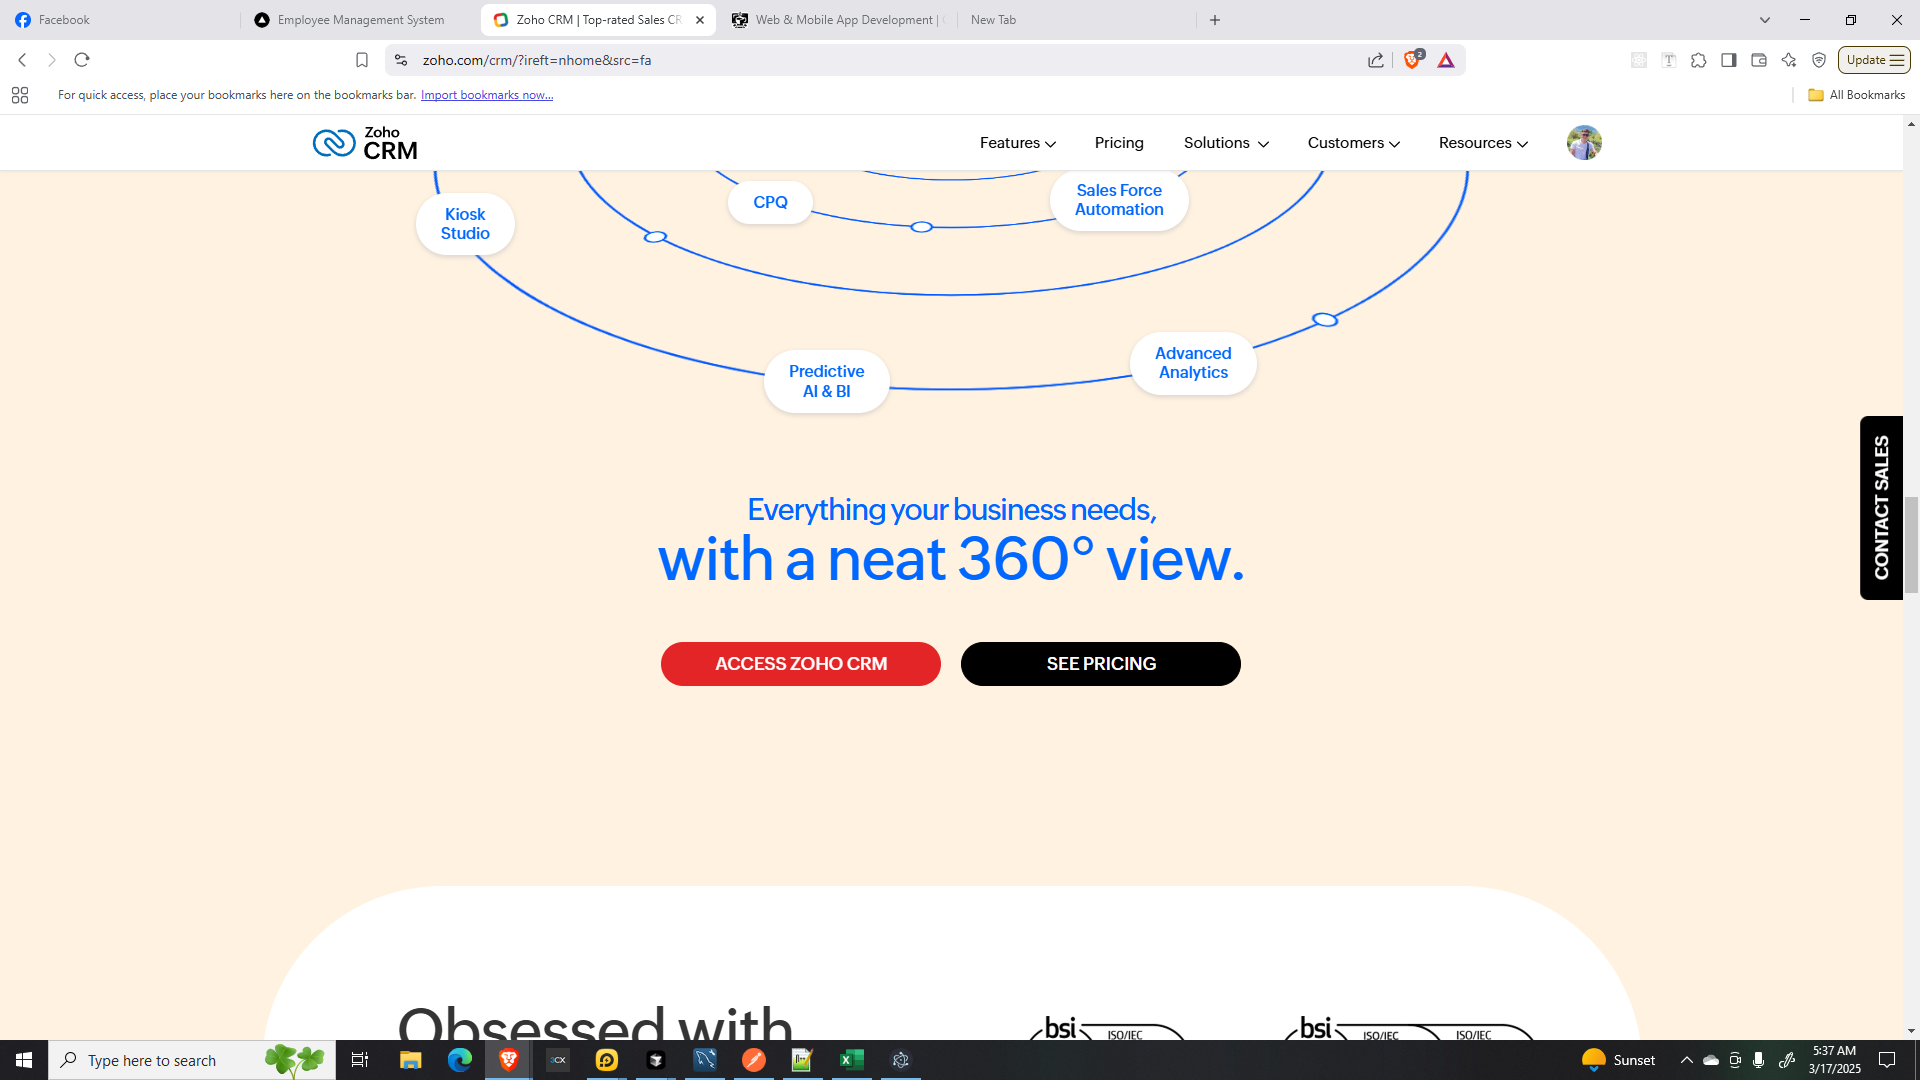 Facebook
Employee Management System
Zoho CRM | Top-rated Sales CR
Web & Mobile App Development |
New Tab
zoho.com/crm/?ireft=nhome&src=fa
2
Update
For quick access, place your bookmarks here on the bookmarks bar. Import bookmarks now...
All Bookmarks
Zoho
CRM
Features
Pricing
Solutions
Customers
Resources
Kiosk
Studio
CPQ
Sales Force
Automation
Predictive
AI & BI
Advanced
Analytics
CONTACT SALES
Everything your business needs,
with a neat 360° view.
ACCESS ZOHO CRM
SEE PRICING
Obsessed with
bsi
ISO/IEC
bsi
ISO/IEC
ISO/IEC
Type here to search
3CX
Sunset
5:37 AM
3/17/2025